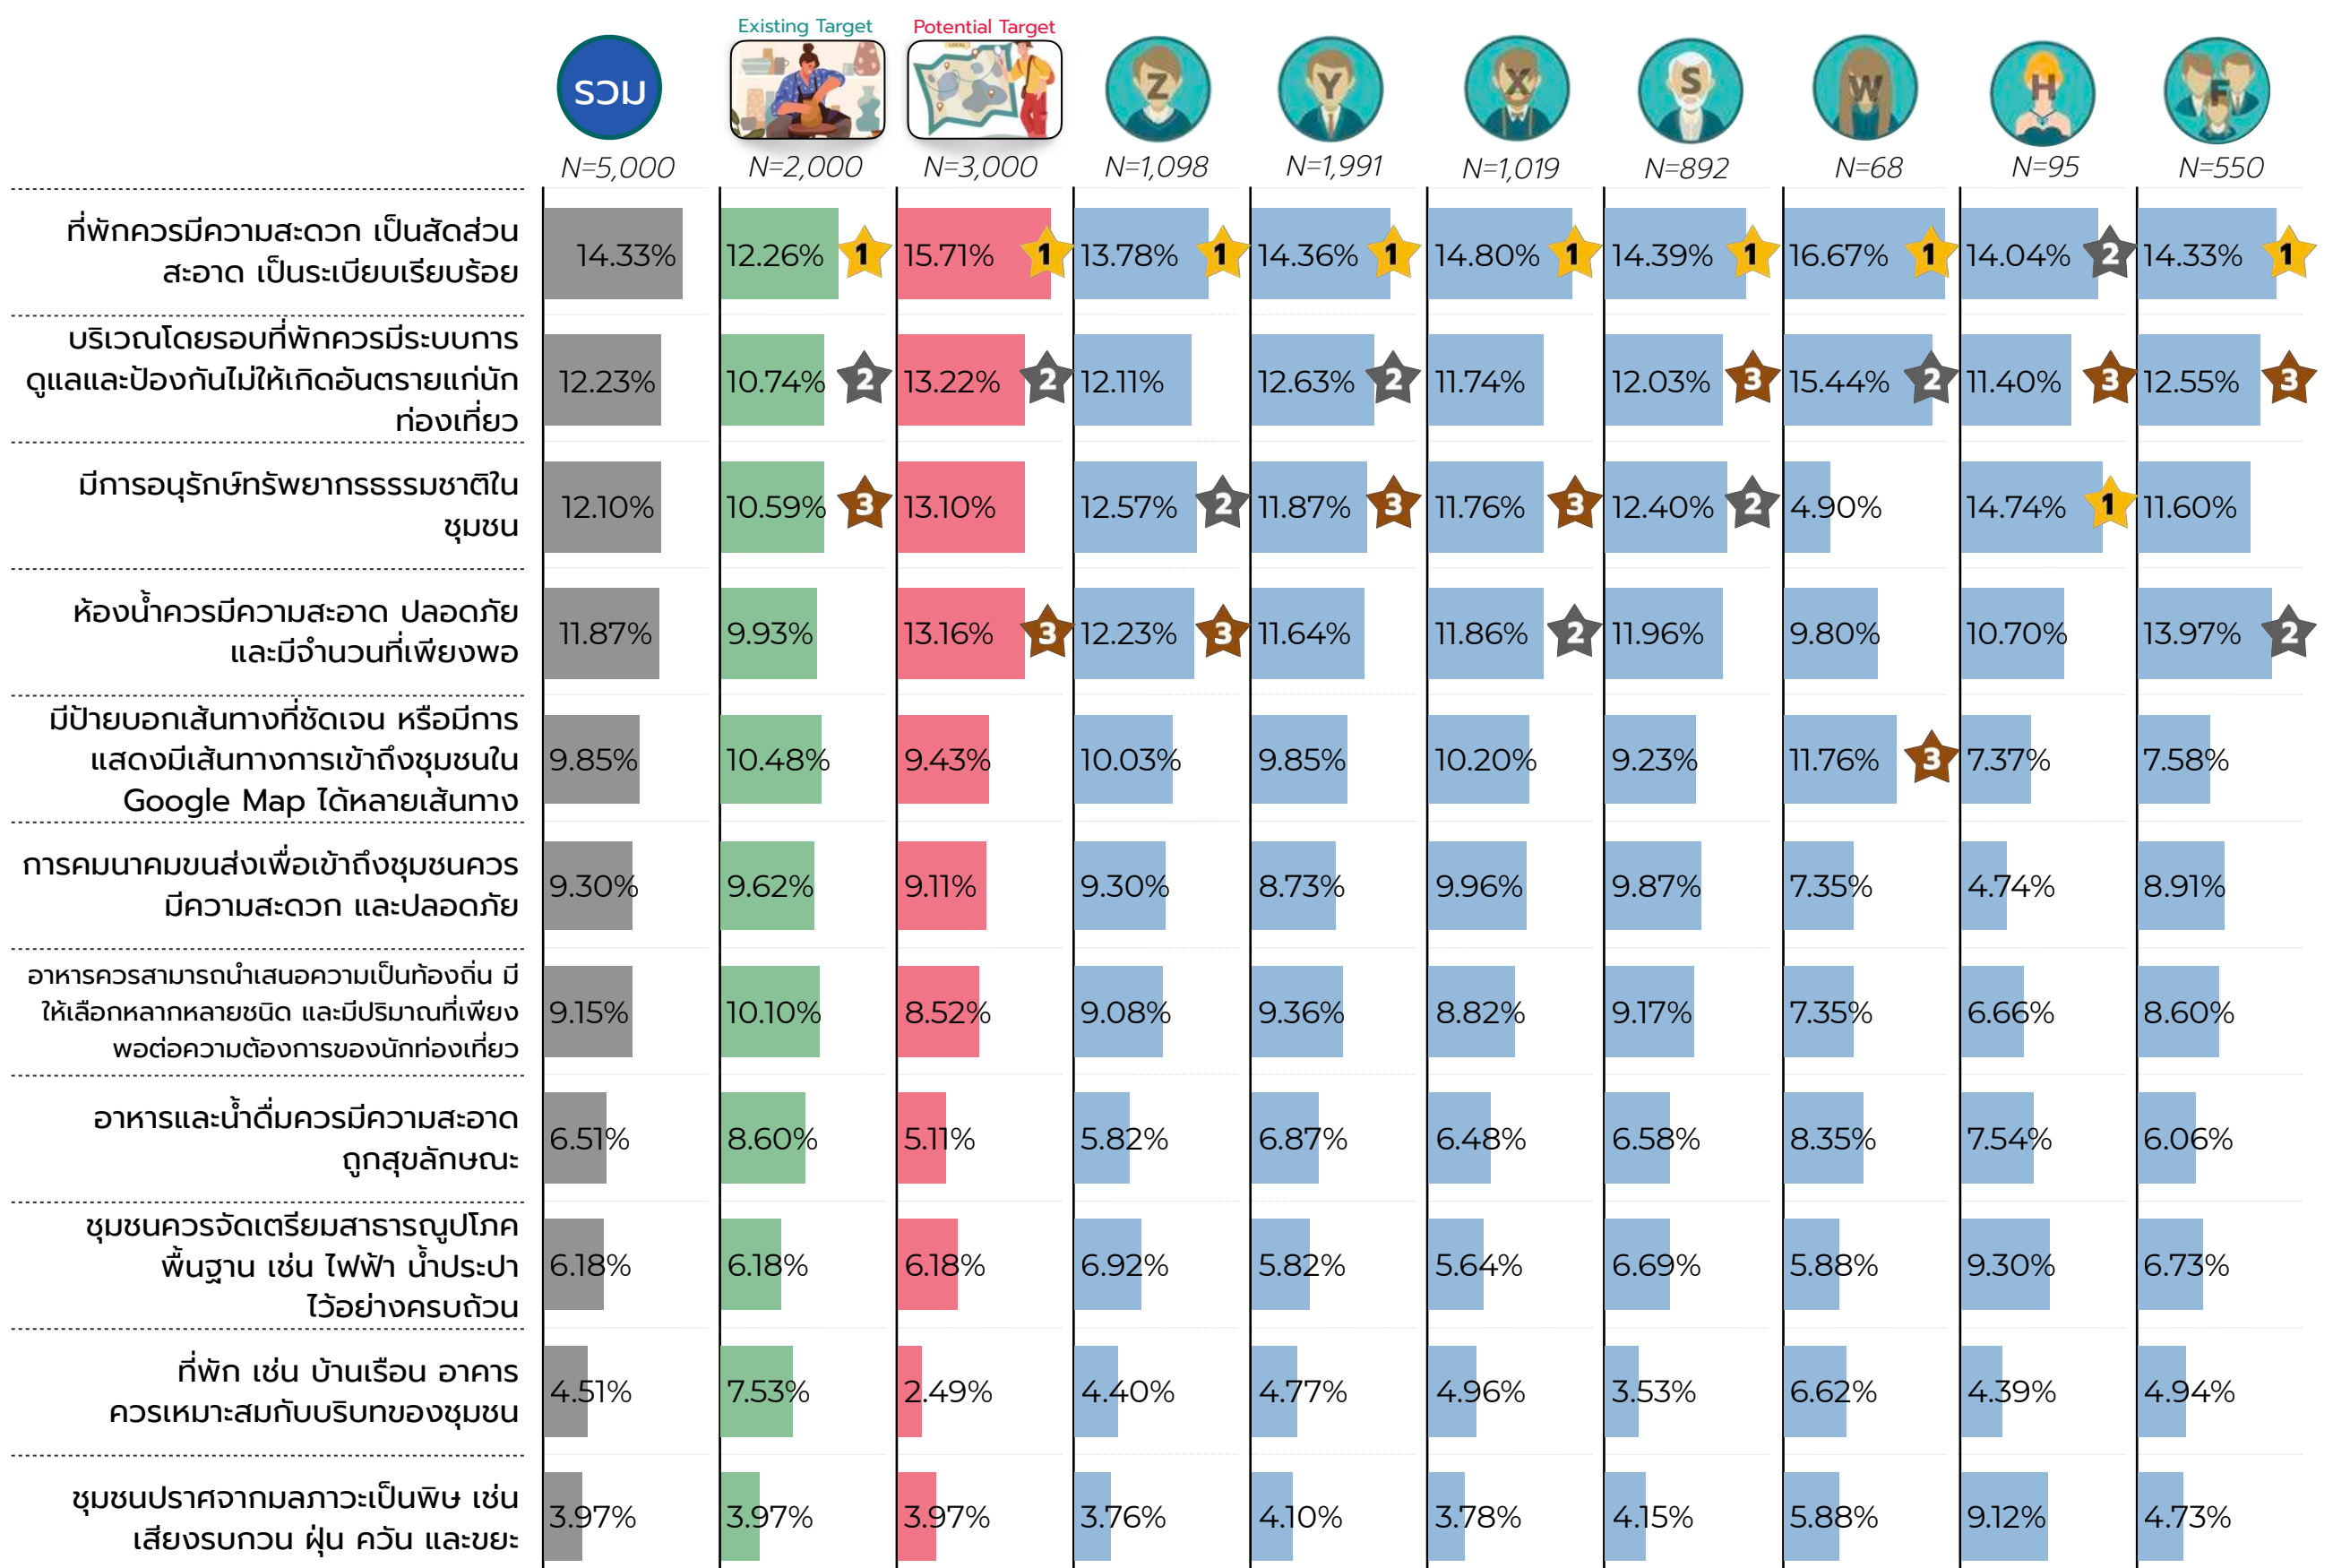 Existing Target
Potential Target
รวม
Z
Y
X
S
W
H
F
N=5,000
N=2,000
N=3,000
N=1,098
N=1,991
N=1,019
N=892
N=68
N=95
N=550
ที่พักควรมีความสะดวก เป็นสัดส่วน
สะอาด เป็นระเบียบเรียบร้อย
14.33%
12.26% 1
15.71% 1
13.78% 1
14.36% 1
14.80% 1
14.39% 1
16.67% 1
14.04% 2
14.33% 1
บริเวณโดยรอบที่พักควรมีระบบการ
ดูแลและป้องกันไม่ให้เกิดอันตรายแก่นัก
ท่องเที่ยว
12.23%
10.74% 2
13.22% 2
12.11%
12.63% 2
11.74%
12.03% 3
15.44% 2
11.40% 3
12.55% 3
มีการอนุรักษ์ทรัพยากรธรรมชาติใน
ชุมชน
12.10%
10.59% 3
13.10%
12.57% 2
11.87% 3
11.76% 3
12.40% 2
4.90%
14.74% 1
11.60%
ห้องน้ำควรมีความสะอาด ปลอดภัย
และมีจำนวนที่เพียงพอ
11.87%
9.93%
13.16% 3
12.23% 3
11.64%
11.86% 2
11.96%
9.80%
10.70%
13.97% 2
มีป้ายบอกเส้นทางที่ชัดเจน หรือมีการ
แสดงมีเส้นทางการเข้าถึงชุมชนใน
Google Map ได้หลายเส้นทาง
9.85%
10.48%
9.43%
10.03%
9.85%
10.20%
9.23%
11.76% 3
7.37%
7.58%
การคมนาคมขนส่งเพื่อเข้าถึงชุมชนควร
มีความสะดวก และปลอดภัย
9.30%
9.62%
9.11%
9.30%
8.73%
9.96%
9.87%
7.35%
4.74%
8.91%
อาหารควรสามารถนำเสนอความเป็นท้องถิ่น มี
ให้เลือกหลากหลายชนิด และมีปริมาณที่เพียง
พอต่อความต้องการของนักท่องเที่ยว
9.15%
10.10%
8.52%
9.08%
9.36%
8.82%
9.17%
7.35%
6.66%
8.60%
อาหารและน้ำดื่มควรมีความสะอาด
ถูกสุขลักษณะ
6.51%
8.60%
5.11%
5.82%
6.87%
6.48%
6.58%
8.35%
7.54%
6.06%
ชุมชนควรจัดเตรียมสาธารณูปโภค
พื้นฐาน เช่น ไฟฟ้า น้ำประปา
ไว้อย่างครบถ้วน
6.18%
6.18%
6.18%
6.92%
5.82%
5.64%
6.69%
5.88%
9.30%
6.73%
ที่พัก เช่น บ้านเรือน อาคาร
ควรเหมาะสมกับบริบทของชุมชน
4.51%
7.53%
2.49%
4.40%
4.77%
4.96%
3.53%
6.62%
4.39%
4.94%
ชุมชนปราศจากมลภาวะเป็นพิษ เช่น
เสียงรบกวน ฝุ่น ควัน และขยะ
3.97%
3.97%
3.97%
3.76%
4.10%
3.78%
4.15%
5.88%
9.12%
4.73%